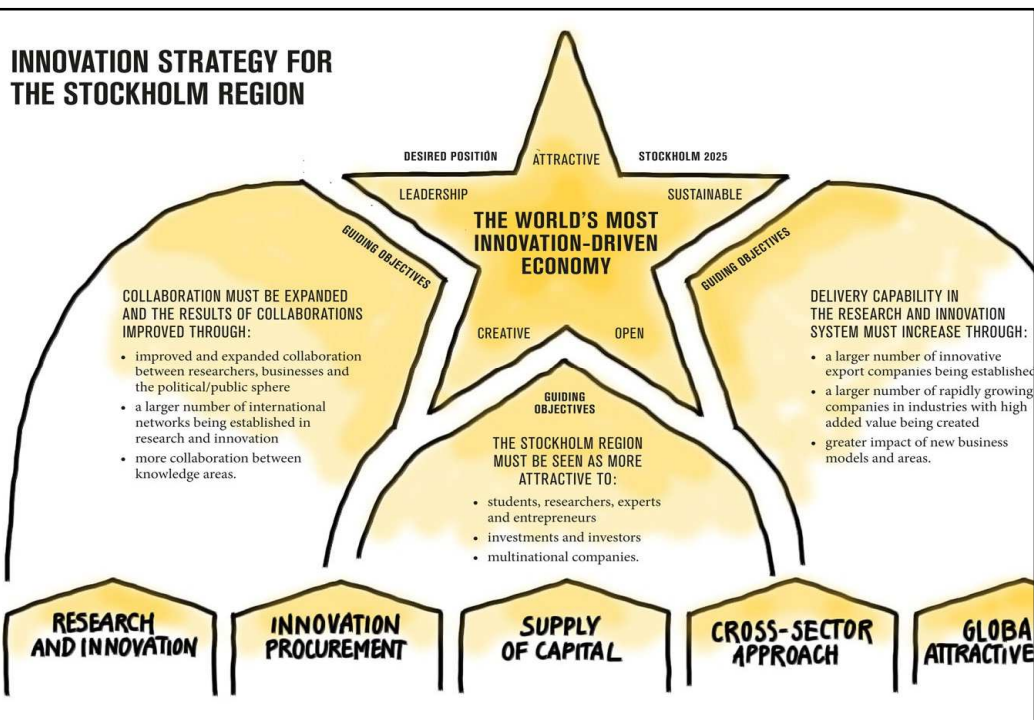 INNOVATION STRATEGY FOR
THE STOCKHOLM REGION
DESIRED POSITION
ATTRACTIVE
STOCKHOLM 2025
LEADERSHIP
SUSTAINABLE
THE WORLD'S MOST
INNOVATION-DRIVEN
ECONOMY
CREATIVE
OPEN
GUIDING OBJECTIVES
COLLABORATION MUST BE EXPANDED
AND THE RESULTS OF COLLABORATIONS
IMPROVED THROUGH:
• improved and expanded collaboration
between researchers, businesses and
the political/public sphere
• a larger number of international
networks being established in
research and innovation
• more collaboration between
knowledge areas.
GUIDING
OBJECTIVES
THE STOCKHOLM REGION
MUST BE SEEN AS MORE
ATTRACTIVE TO:
• students, researchers, experts
and entrepreneurs
• investments and investors
• multinational companies.
GUIDING OBJECTIVES
DELIVERY CAPABILITY IN
THE RESEARCH AND INNOVATION
SYSTEM MUST INCREASE THROUGH:
• a larger number of innovative
export companies being established
• a larger number of rapidly growing
companies in industries with high
added value being created
• greater impact of new business
models and areas.
RESEARCH
AND INNOVATION
INNOVATION
PROCUREMENT
SUPPLY
OF CAPITAL
CROSS-SECTOR
APPROACH
GLOBA
ATTRACTIVE